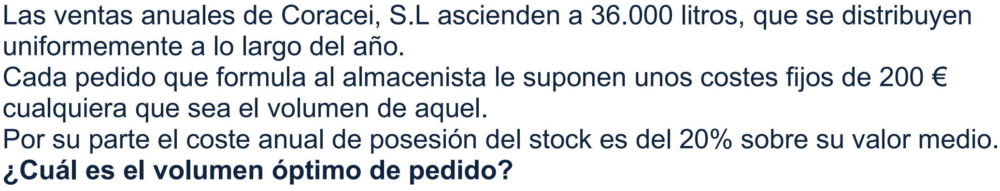 Las ventas anuales de Coracei, S.L ascienden a 36.000 litros, que se distribuyen
uniformemente a lo largo del año.
Cada pedido que formula al almacenista le suponen unos costes fijos de 200 €
cualquiera que sea el volumen de aquel.
Por su parte el coste anual de posesión del stock es del 20% sobre su valor medio.
¿Cuál es el volumen óptimo de pedido?